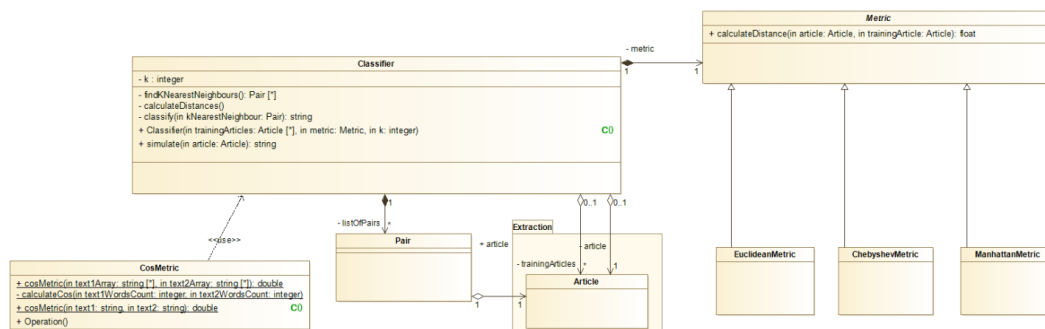 Metric
+ calculateDistance(in article: Article, in trainingArticle: Article): float
- metric
1
1
Classifier
- k : integer
- findKNearestNeighbours(): Pair [*]
- calculateDistances()
- classify(in kNearestNeighbour: Pair): string
+ Classifier(in trainingArticles: Article [*], in metric: Metric, in k: integer)
C()
+ simulate(in article: Article): string
1
0..1
0..1
- listOfPairs
*
<<use>>
Pair
+ article
Extraction
- article
- trainingArticles
*
1
Article
1
1
CosMetric
+ cosMetric(in text1Array: string [*], in text2Array: string [*]): double
- calculateCos(in text1WordsCount: integer, in text2WordsCount: integer)
+ cosMetric(in text1: string, in text2: string): double
C()
+ Operation()
EuclideanMetric
ChebyshevMetric
ManhattanMetric